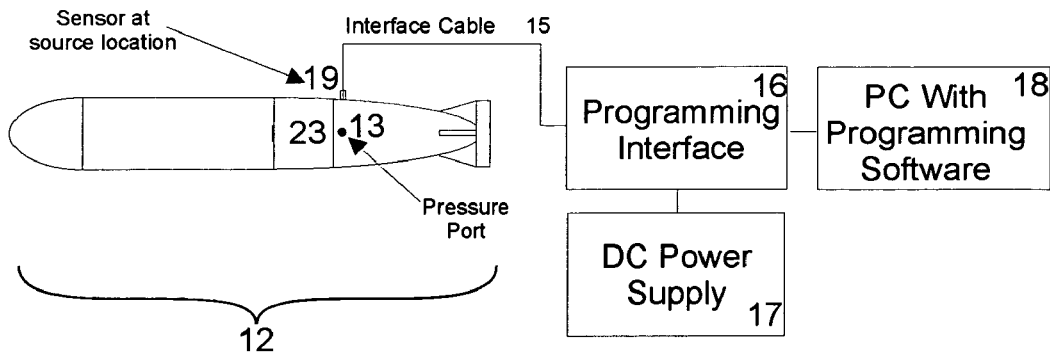 Sensor at
source location
Interface Cable 15
19
23 13
Pressure
Port
12
16
Programming
Interface
18
PC With
Programming
Software
DC Power
Supply
17